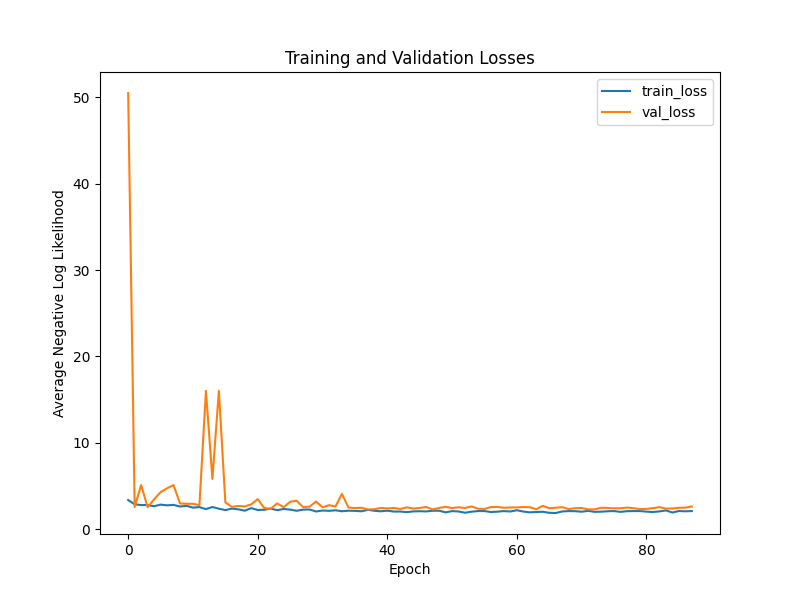 Training and Validation Losses
train_loss
val_loss
50
40
30
20
10
0
Average Negative Log Likelihood
0 20 40 60 80
Epoch